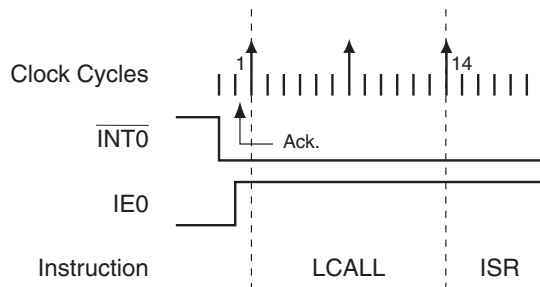 1 14
Clock Cycles
INT0
Ack.
IE0
Instruction LCALL ISR